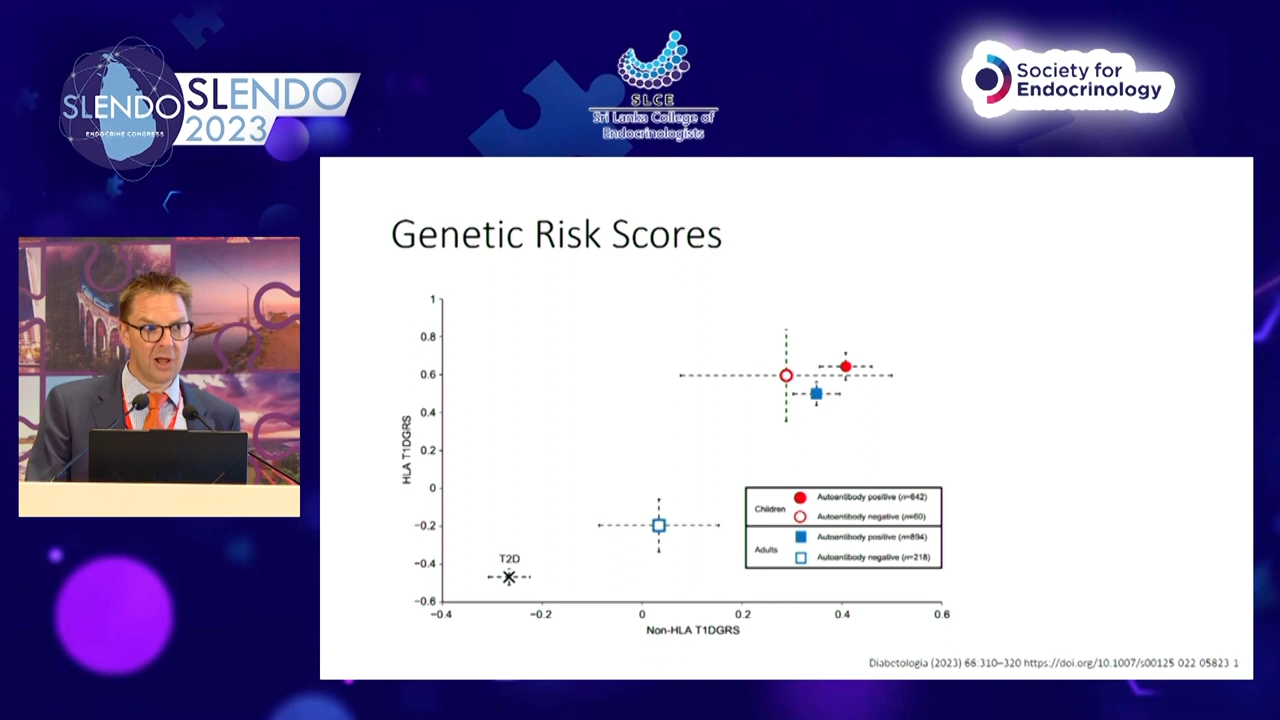 SLENDO
ENDOCRINE CONGRESS
SLENDO
2023
SLCE
Sri Lanka College of
Endocrinologists
Society for
Endocrinology
Genetic Risk Scores
1
0.8
0.6
0.4
0.2
0
−0.2
−0.4
−0.6
HLA T1DGRS
T2D
Children
Autoantibody positive (n=642)
Autoantibody negative (n=60)
Adults
Autoantibody positive (n=894)
Autoantibody negative (n=218)
−0.4
−0.2
0
0.2
0.4
0.6
Non-HLA T1DGRS
Diabetologia (2023) 66:310–320 https://doi.org/10.1007/s00125 022 05823 1